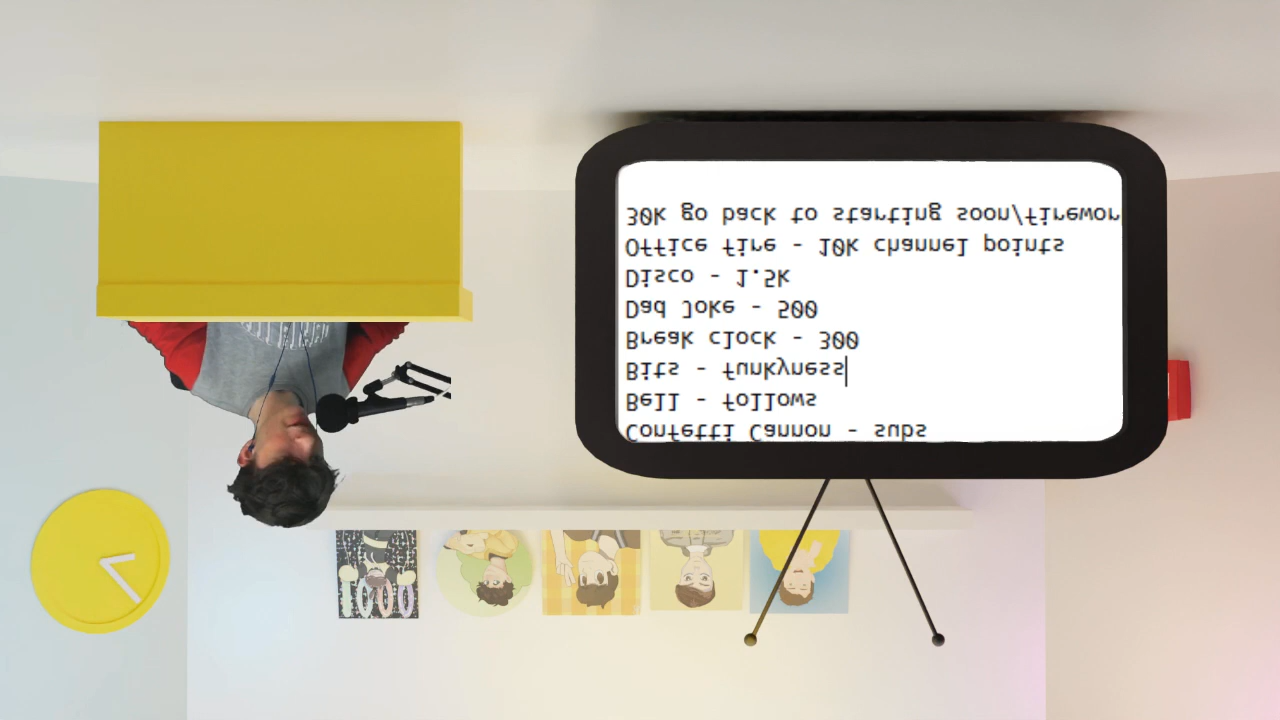 1000
Confetti Cannon - subs
Bell - Follows
Bits - Funkyness
Break clock - 300
Dad Joke - 500
Disco - 1.5k
Office Fire - 10k channel points
30k go back to starting soon/firewor